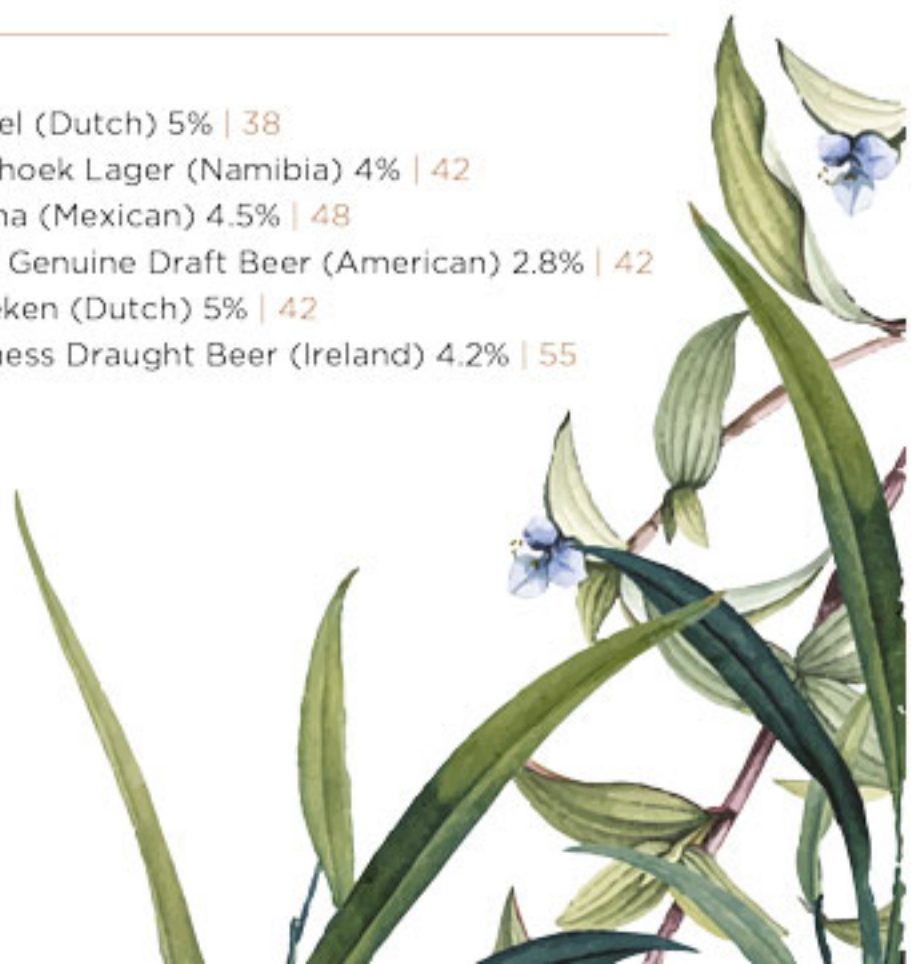 el (Dutch) 5% | 38
hoek Lager (Namibia) 4% | 42
na (Mexican) 4.5% | 48
Genuine Draft Beer (American) 2.8% | 42
ken (Dutch) 5% | 42
ness Draught Beer (Ireland) 4.2% | 55